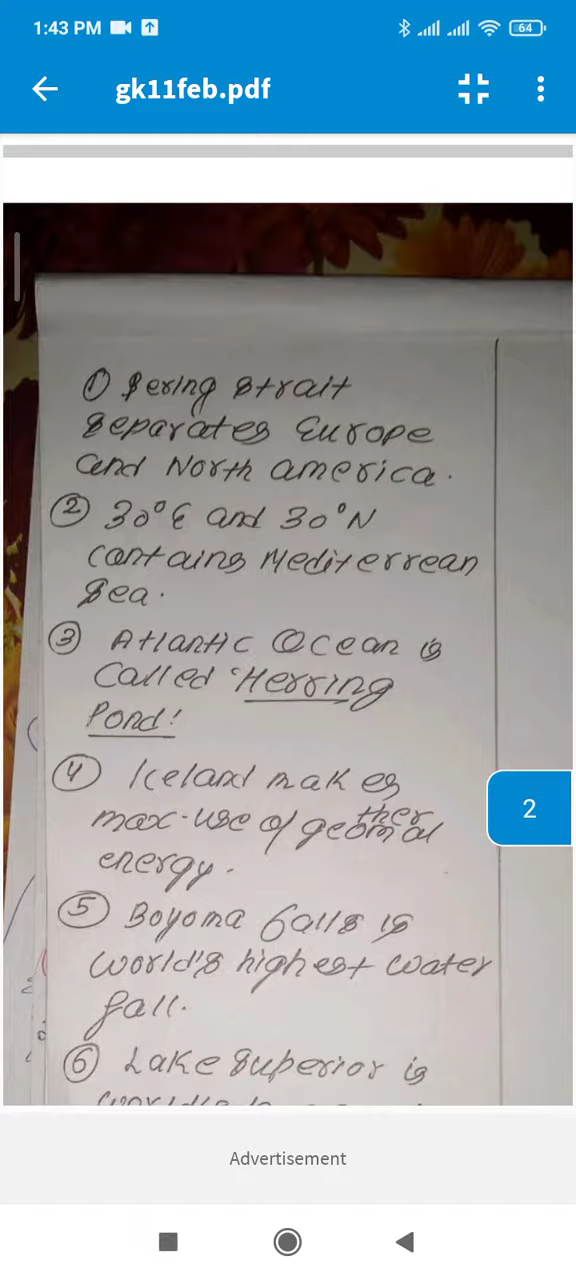 1:43 PM 64
gk11feb.pdf
① Bering strait
separates Europe
and North america.
② 30°E and 30°N
contains Mediterrean
sea.
③ Atlantic Ocean is
called 'Herring
Pond!
④ Iceland makes
max. use of geothermal
energy.
2
⑤ Boyoma falls is
world's highest water
fall.
⑥ Lake superior is
Advertisement